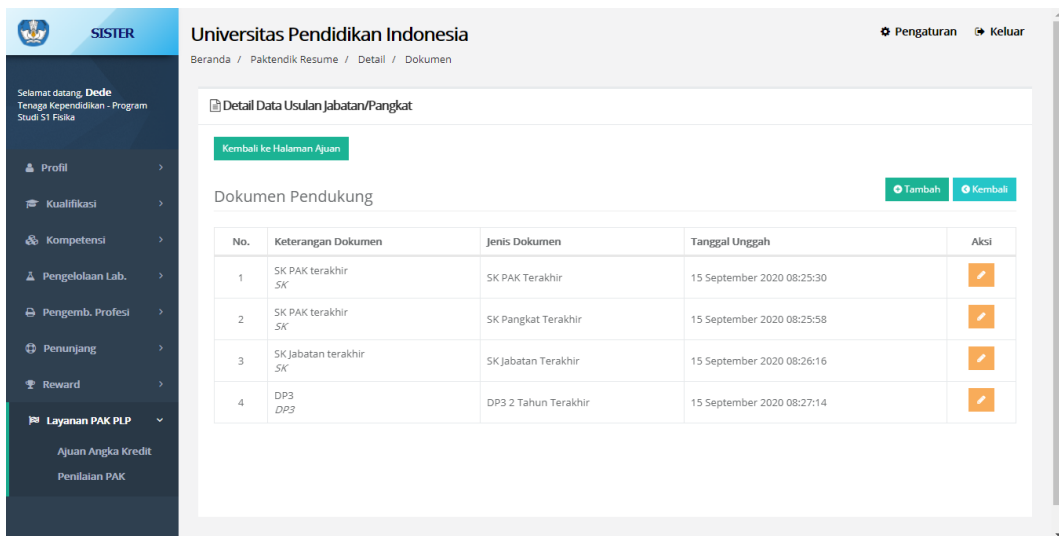 SISTER
Selamat datang, Dede
Tenaga Kependidikan - Program
Studi S1 Fisika
Profil
Kualifikasi
Kompetensi
Pengelolaan Lab.
Pengemb. Profesi
Penunjang
Reward
Layanan PAK PLP
Ajuan Angka Kredit
Penilaian PAK
Universitas Pendidikan Indonesia
Pengaturan Keluar
Beranda / Paktendik Resume / Detail / Dokumen
Detail Data Usulan Jabatan/Pangkat
Kembali ke Halaman Ajuan
Dokumen Pendukung
Tambah Kembali
No. Keterangan Dokumen Jenis Dokumen Tanggal Unggah Aksi
1 SK PAK terakhir SK PAK Terakhir 15 September 2020 08:25:30
SK
2 SK PAK terakhir SK Pangkat Terakhir 15 September 2020 08:25:58
SK
3 SK Jabatan terakhir SK Jabatan Terakhir 15 September 2020 08:26:16
SK
4 DP3 DP3 2 Tahun Terakhir 15 September 2020 08:27:14
DP3